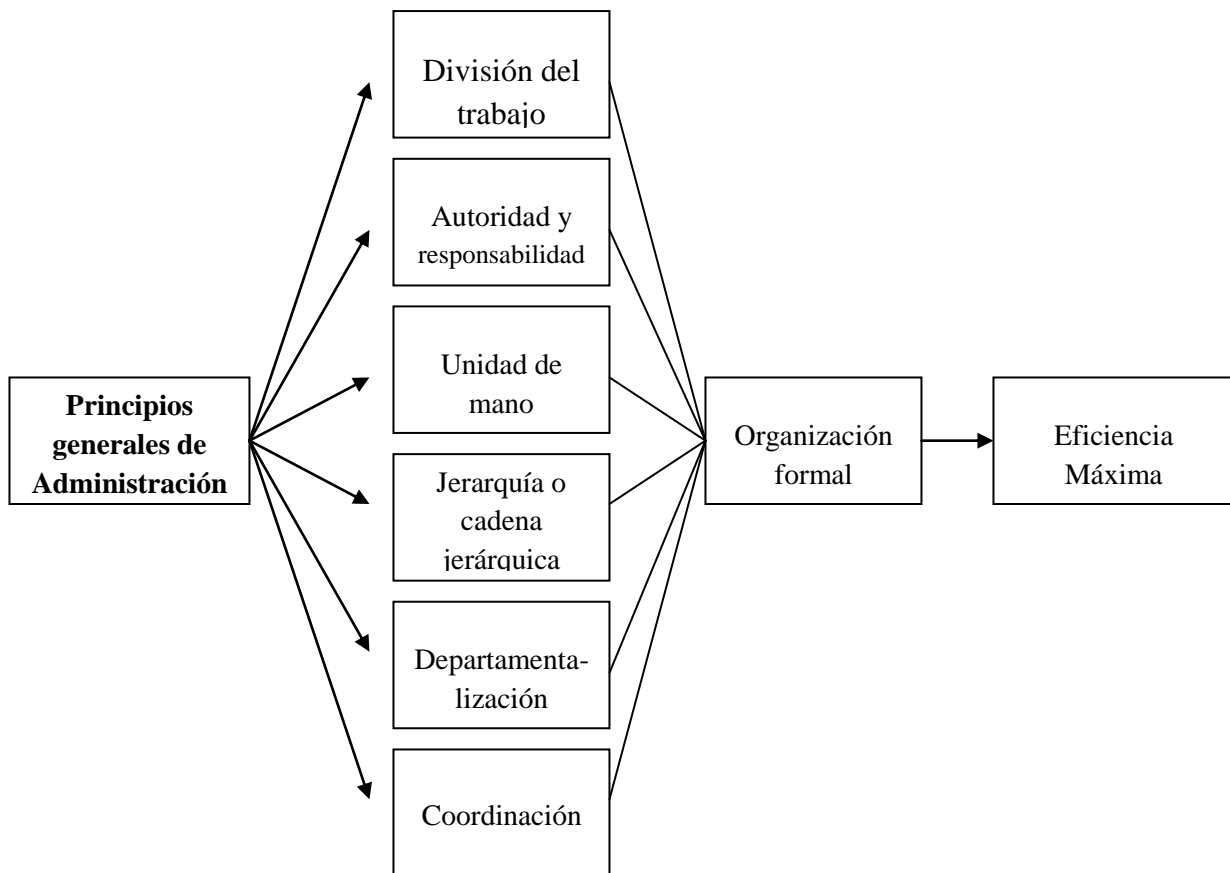 División del
trabajo
Autoridad y
responsabilidad
Unidad de
mano
Principios
generales de
Administración
Jerarquía o
cadena
jerárquica
Departamenta-
lización
Coordinación
Organización
formal
Eficiencia
Máxima